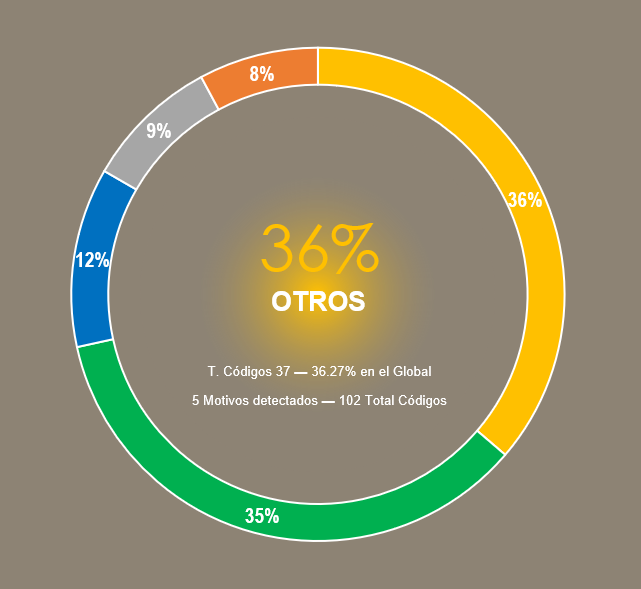 8%
9%
36%
36%
OTROS
12%
T. Códigos 37 — 36.27% en el Global
5 Motivos detectados — 102 Total Códigos
35%